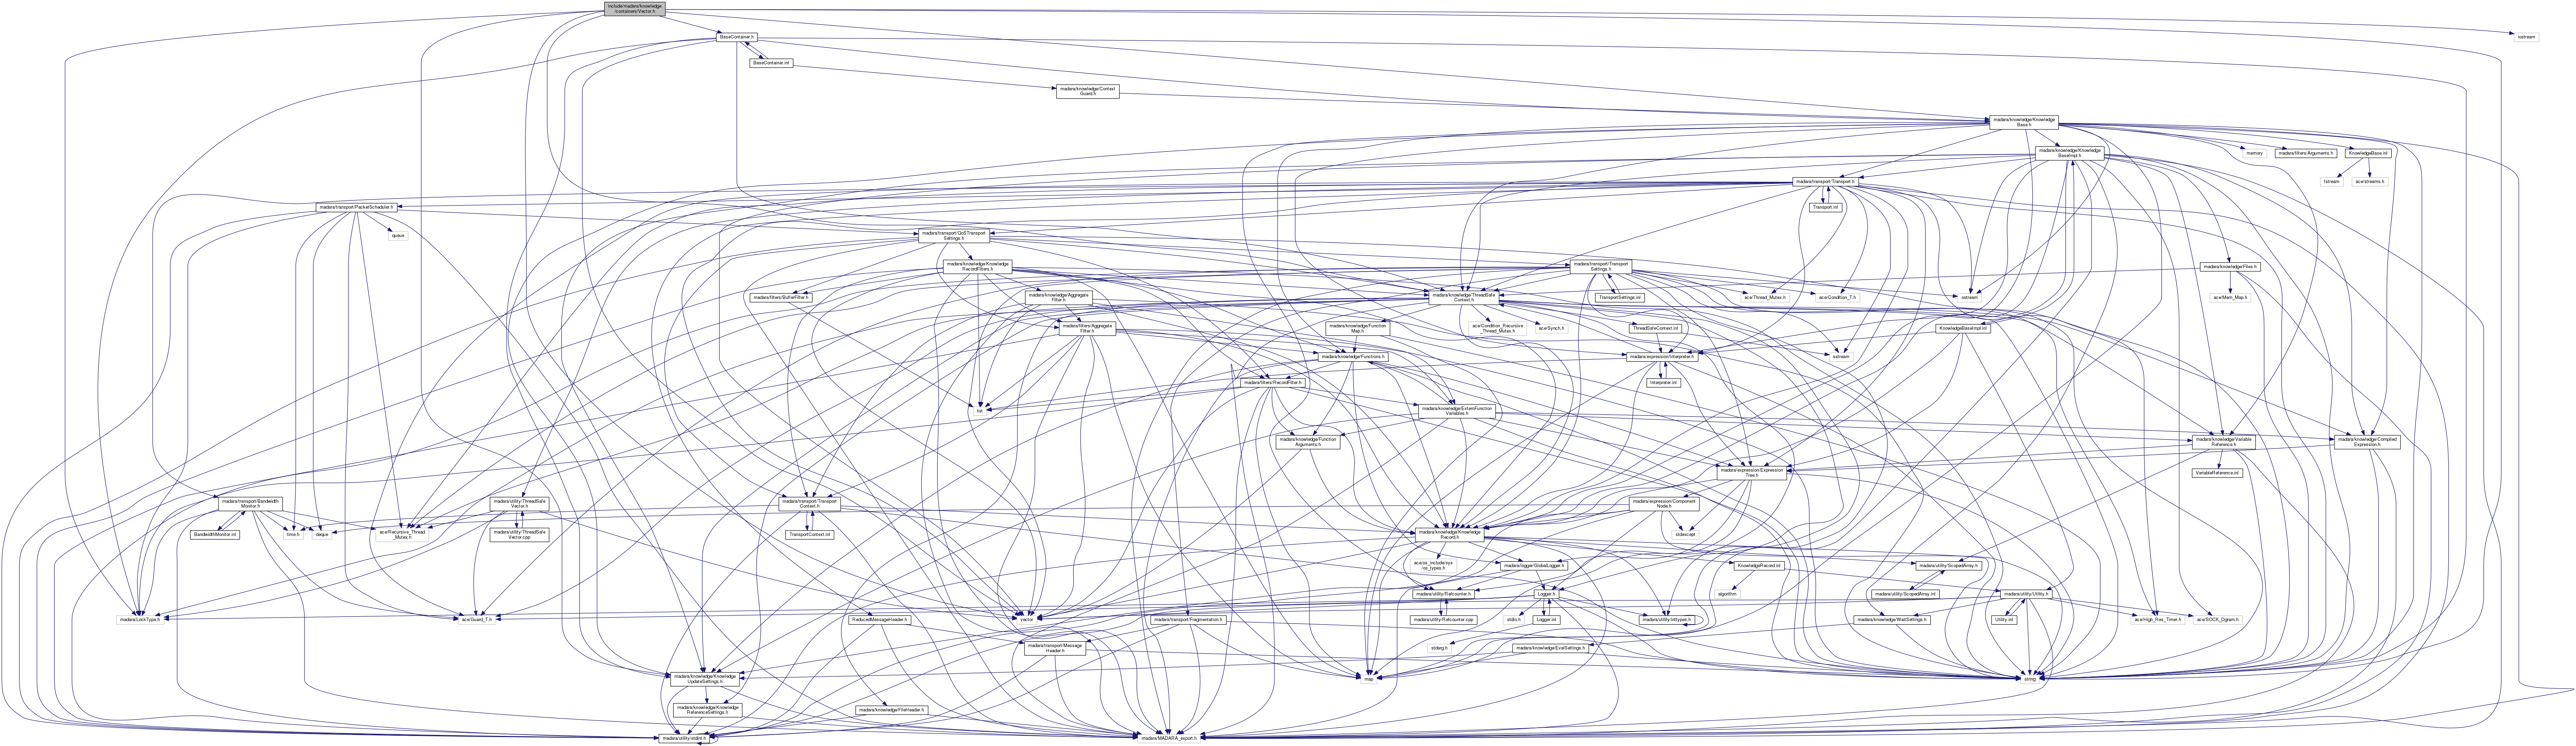 include/madara/knowledge
/containers/Vector.h
BaseContainer.h
iostream
BaseContainer.inl
madara/knowledge/Context
Guard.h
madara/knowledge/Knowledge
Base.h
madara/knowledge/Knowledge
BaseImpl.h
memory
madara/filters/Arguments.h
KnowledgeBase.inl
madara/transport/Transport.h
fstream
ace/streams.h
madara/transport/PacketScheduler.h
Transport.inl
queue
madara/transport/QoSTransport
Settings.h
madara/knowledge/Knowledge
RecordFilters.h
madara/transport/Transport
Settings.h
madara/knowledge/Files.h
madara/filters/BufferFilter.h
madara/knowledge/Aggregate
Filter.h
madara/knowledge/ThreadSafe
Context.h
TransportSettings.inl
ace/Thread_Mutex.h
ace/Condition_T.h
sstream
ace/Mem_Map.h
madara/filters/Aggregate
Filter.h
madara/knowledge/Function
Map.h
ace/Condition_Recursive
_Thread_Mutex.h
ace/Synch.h
ThreadSafeContext.inl
KnowledgeBaseImpl.inl
madara/knowledge/Functions.h
madara/expression/Interpreter.h
sstream
madara/filters/RecordFilter.h
Interpreter.inl
list
madara/knowledge/ExternFunction
Variables.h
madara/knowledge/Function
Arguments.h
madara/knowledge/Variable
Reference.h
madara/knowledge/Compiled
Expression.h
madara/expression/Expression
Tree.h
VariableReference.inl
madara/transport/Bandwidth
Monitor.h
madara/utility/ThreadSafe
Vector.h
madara/transport/Transport
Context.h
madara/expression/Component
Node.h
BandwidthMonitor.inl
time.h
deque
ace/Recursive_Thread
_Mutex.h
madara/utility/ThreadSafe
Vector.cpp
TransportContext.inl
madara/knowledge/Knowledge
Record.h
stdexcept
ace/os_include/sys
/os_types.h
madara/logger/GlobalLogger.h
KnowledgeRecord.inl
madara/utility/ScopedArray.h
madara/utility/Refcounter.h
Logger.h
algorithm
madara/utility/ScopedArray.inl
madara/utility/Utility.h
madara/LockType.h
ace/Guard_T.h
ReducedMessageHeader.h
vector
madara/transport/Fragmentation.h
madara/utility/Refcounter.cpp
stdio.h
Logger.inl
madara/utility/inttypes.h
madara/knowledge/WaitSettings.h
Utility.inl
ace/High_Res_Timer.h
ace/SOCK_Dgram.h
madara/transport/Message
Header.h
stdarg.h
madara/knowledge/EvalSettings.h
madara/knowledge/Knowledge
UpdateSettings.h
map
string
madara/knowledge/Knowledge
ReferenceSettings.h
madara/knowledge/FileHeader.h
madara/utility/stdint.h
madara/MADARA_export.h